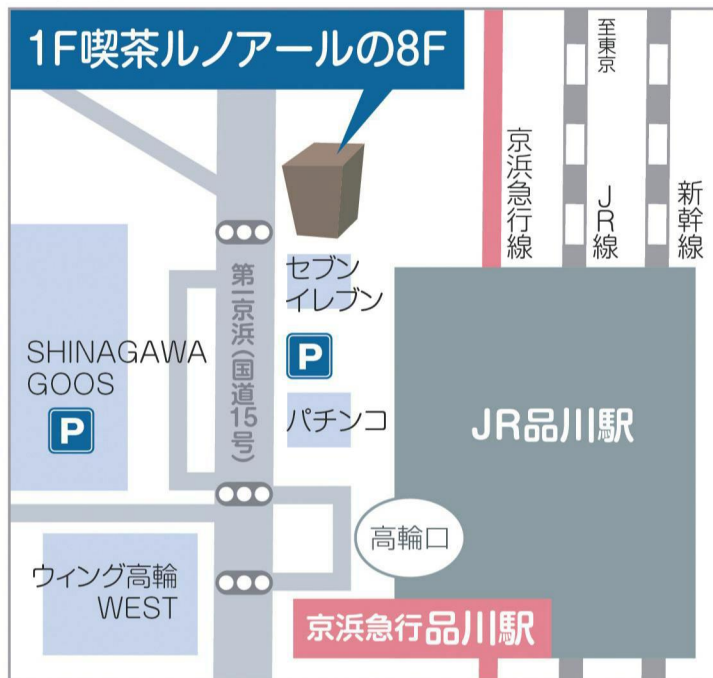 1F喫茶ルノアールの8F
至東京
京浜急行線
JR線
新幹線
セブン
イレブン
第一京浜(国道15号)
SHINAGAWA
GOOS
P
P
パチンコ
JR品川駅
高輪口
ウィング高輪
WEST
京浜急行品川駅